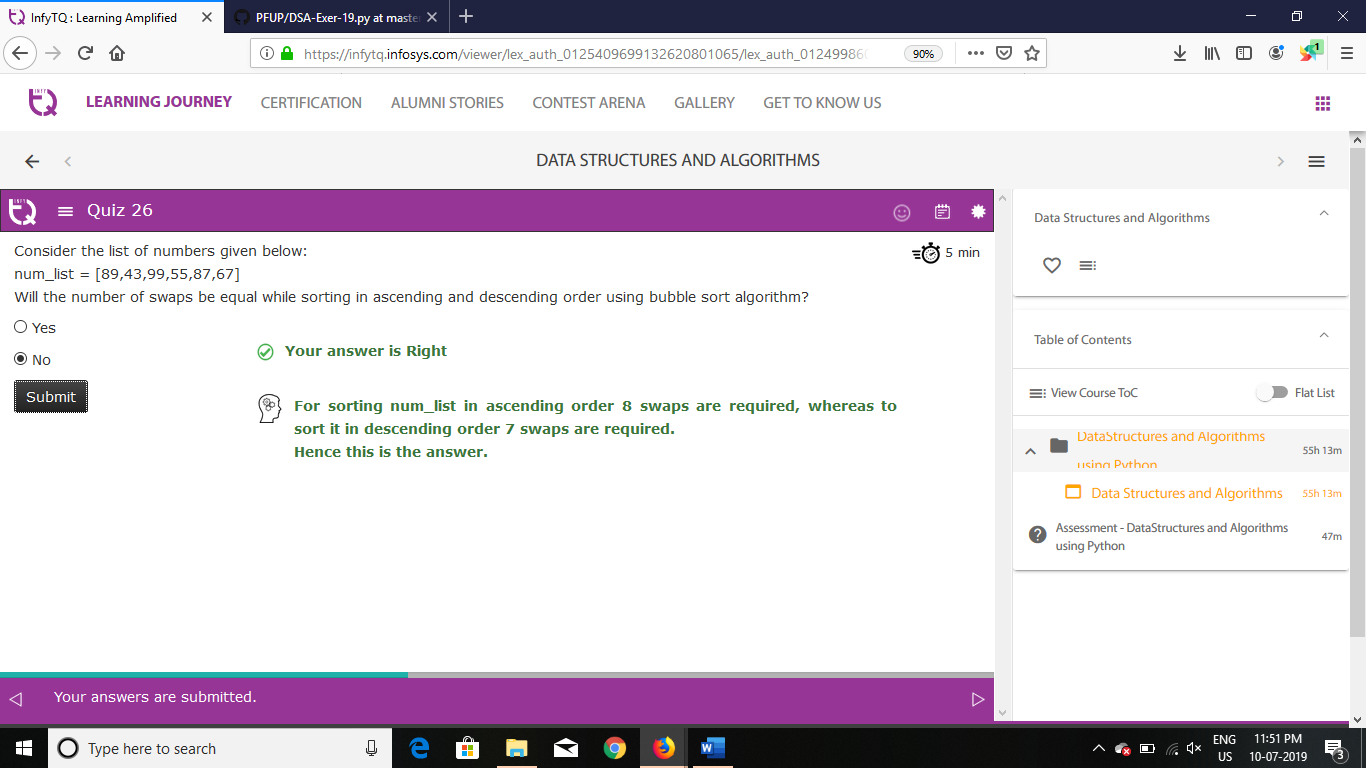 InfyTQ : Learning Amplified
PFUP/DSA-Exer-19.py at maste
https://infytq.infosys.com/viewer/lex_auth_0125409699132620801065/lex_auth_01249986
90%
1
INFY
TQ
LEARNING JOURNEY
CERTIFICATION
ALUMNI STORIES
CONTEST ARENA
GALLERY
GET TO KNOW US
DATA STRUCTURES AND ALGORITHMS
Quiz 26
Consider the list of numbers given below:
5 min
num_list = [89,43,99,55,87,67]
Will the number of swaps be equal while sorting in ascending and descending order using bubble sort algorithm?
Yes
No
Submit
Your answer is Right
For sorting num_list in ascending order 8 swaps are required, whereas to
sort it in descending order 7 swaps are required.
Hence this is the answer.
Your answers are submitted.
Data Structures and Algorithms
Table of Contents
View Course ToC
Flat List
DataStructures and Algorithms
using Python
55h 13m
Data Structures and Algorithms
55h 13m
Assessment - DataStructures and Algorithms
using Python
47m
Type here to search
ENG
US
11:51 PM
10-07-2019
3